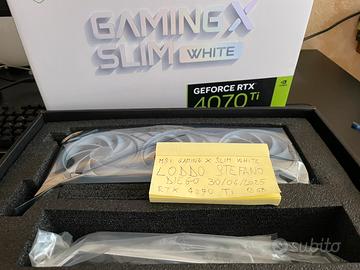 GAMING X
SLIM WHITE
GEFORCE RTX
4070 Ti
MSI GAMING X SLIM WHITE
LODDO STEFANO
30/06/2025
RTX 4070 Ti
subito